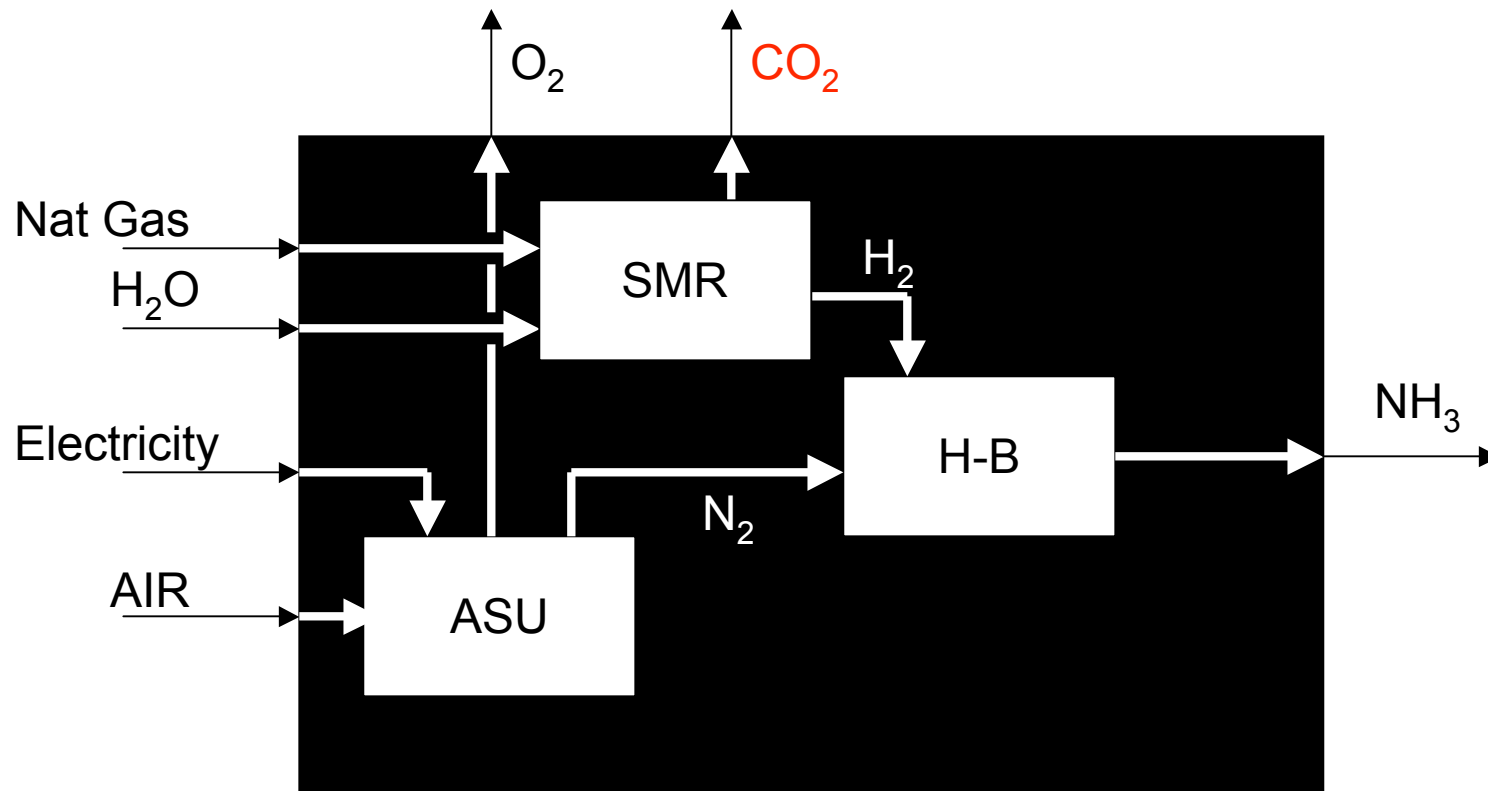 O₂
CO₂
Nat Gas
H₂O
SMR
H₂
Electricity
NH₃
H-B
N₂
AIR
ASU